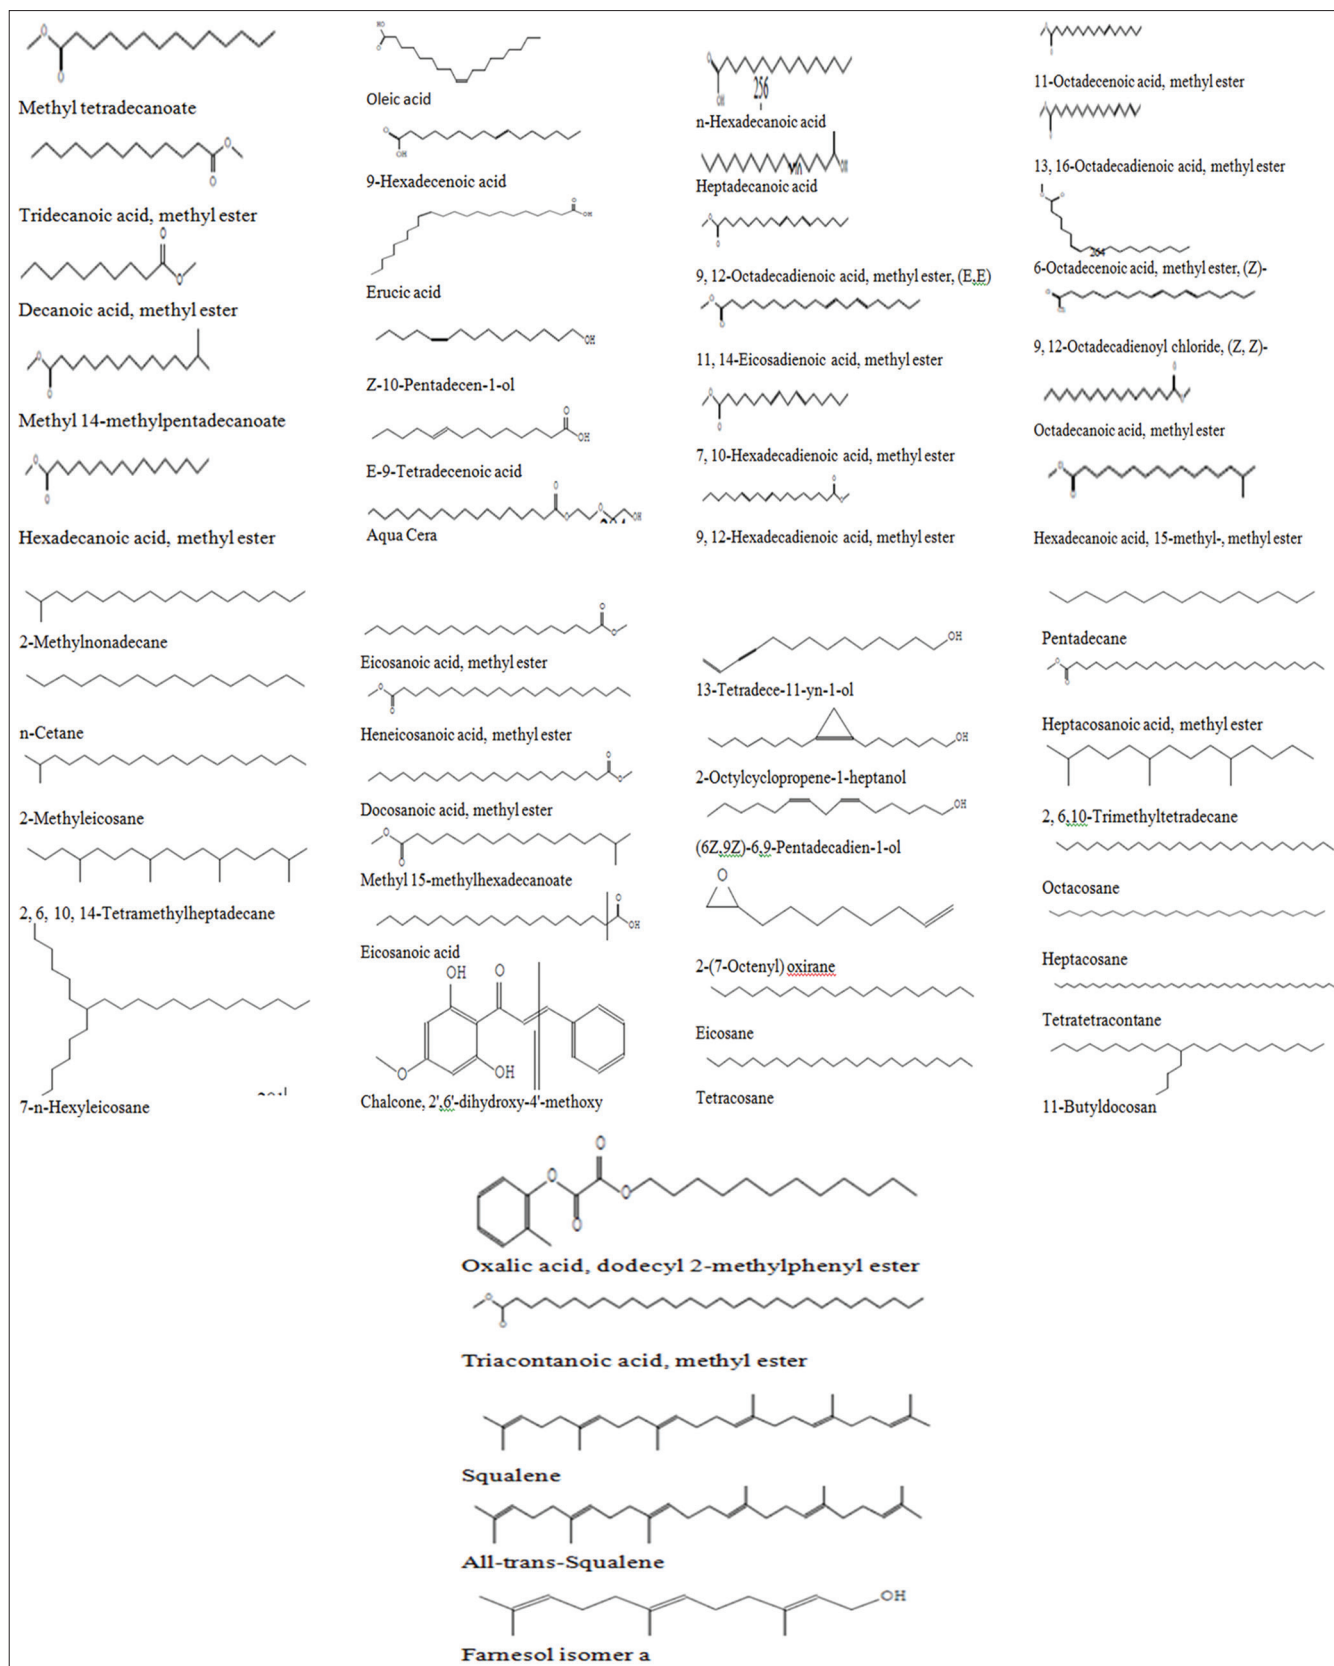 Methyl tetradecanoate
Tridecanoic acid, methyl ester
Decanoic acid, methyl ester
Methyl 14-methylpentadecanoate
Hexadecanoic acid, methyl ester
Oleic acid
9-Hexadecenoic acid
Erucic acid
OH
Z-10-Pentadecen-1-ol
E-9-Tetradecenoic acid
Aqua Cera
256
n-Hexadecanoic acid
Heptadecanoic acid
9, 12-Octadecadienoic acid, methyl ester, (E,E)
11, 14-Eicosadienoic acid, methyl ester
7, 10-Hexadecadienoic acid, methyl ester
9, 12-Hexadecadienoic acid, methyl ester
11-Octadecenoic acid, methyl ester
13, 16-Octadecadienoic acid, methyl ester
264
6-Octadecenoic acid, methyl ester, (Z)-
9, 12-Octadecadienoyl chloride, (Z, Z)-
Octadecanoic acid, methyl ester
Hexadecanoic acid, 15-methyl-, methyl ester
2-Methylnonadecane
n-Cetane
2-Methyleicosane
2, 6, 10, 14-Tetramethylheptadecane
7-n-Hexyleicosane
Eicosanoic acid, methyl ester
Heneicosanoic acid, methyl ester
Docosanoic acid, methyl ester
Methyl 15-methylhexadecanoate
Eicosanoic acid
OH
O
O
OH
Chalcone, 2',6'-dihydroxy-4'-methoxy
OH
13-Tetradece-11-yn-1-ol
OH
2-Octylcyclopropene-1-heptanol
OH
(6Z,9Z)-6,9-Pentadecadien-1-ol
O
2-(7-Octenyl) oxirane
Eicosane
Tetracosane
Pentadecane
Heptacosanoic acid, methyl ester
2, 6,10-Trimethyltetradecane
Octacosane
Heptacosane
Tetratetracontane
11-Butyldocosan
O
O
O
O
Oxalic acid, dodecyl 2-methylphenyl ester
Triacontanoic acid, methyl ester
Squalene
All-trans-Squalene
OH
Farnesol isomer a